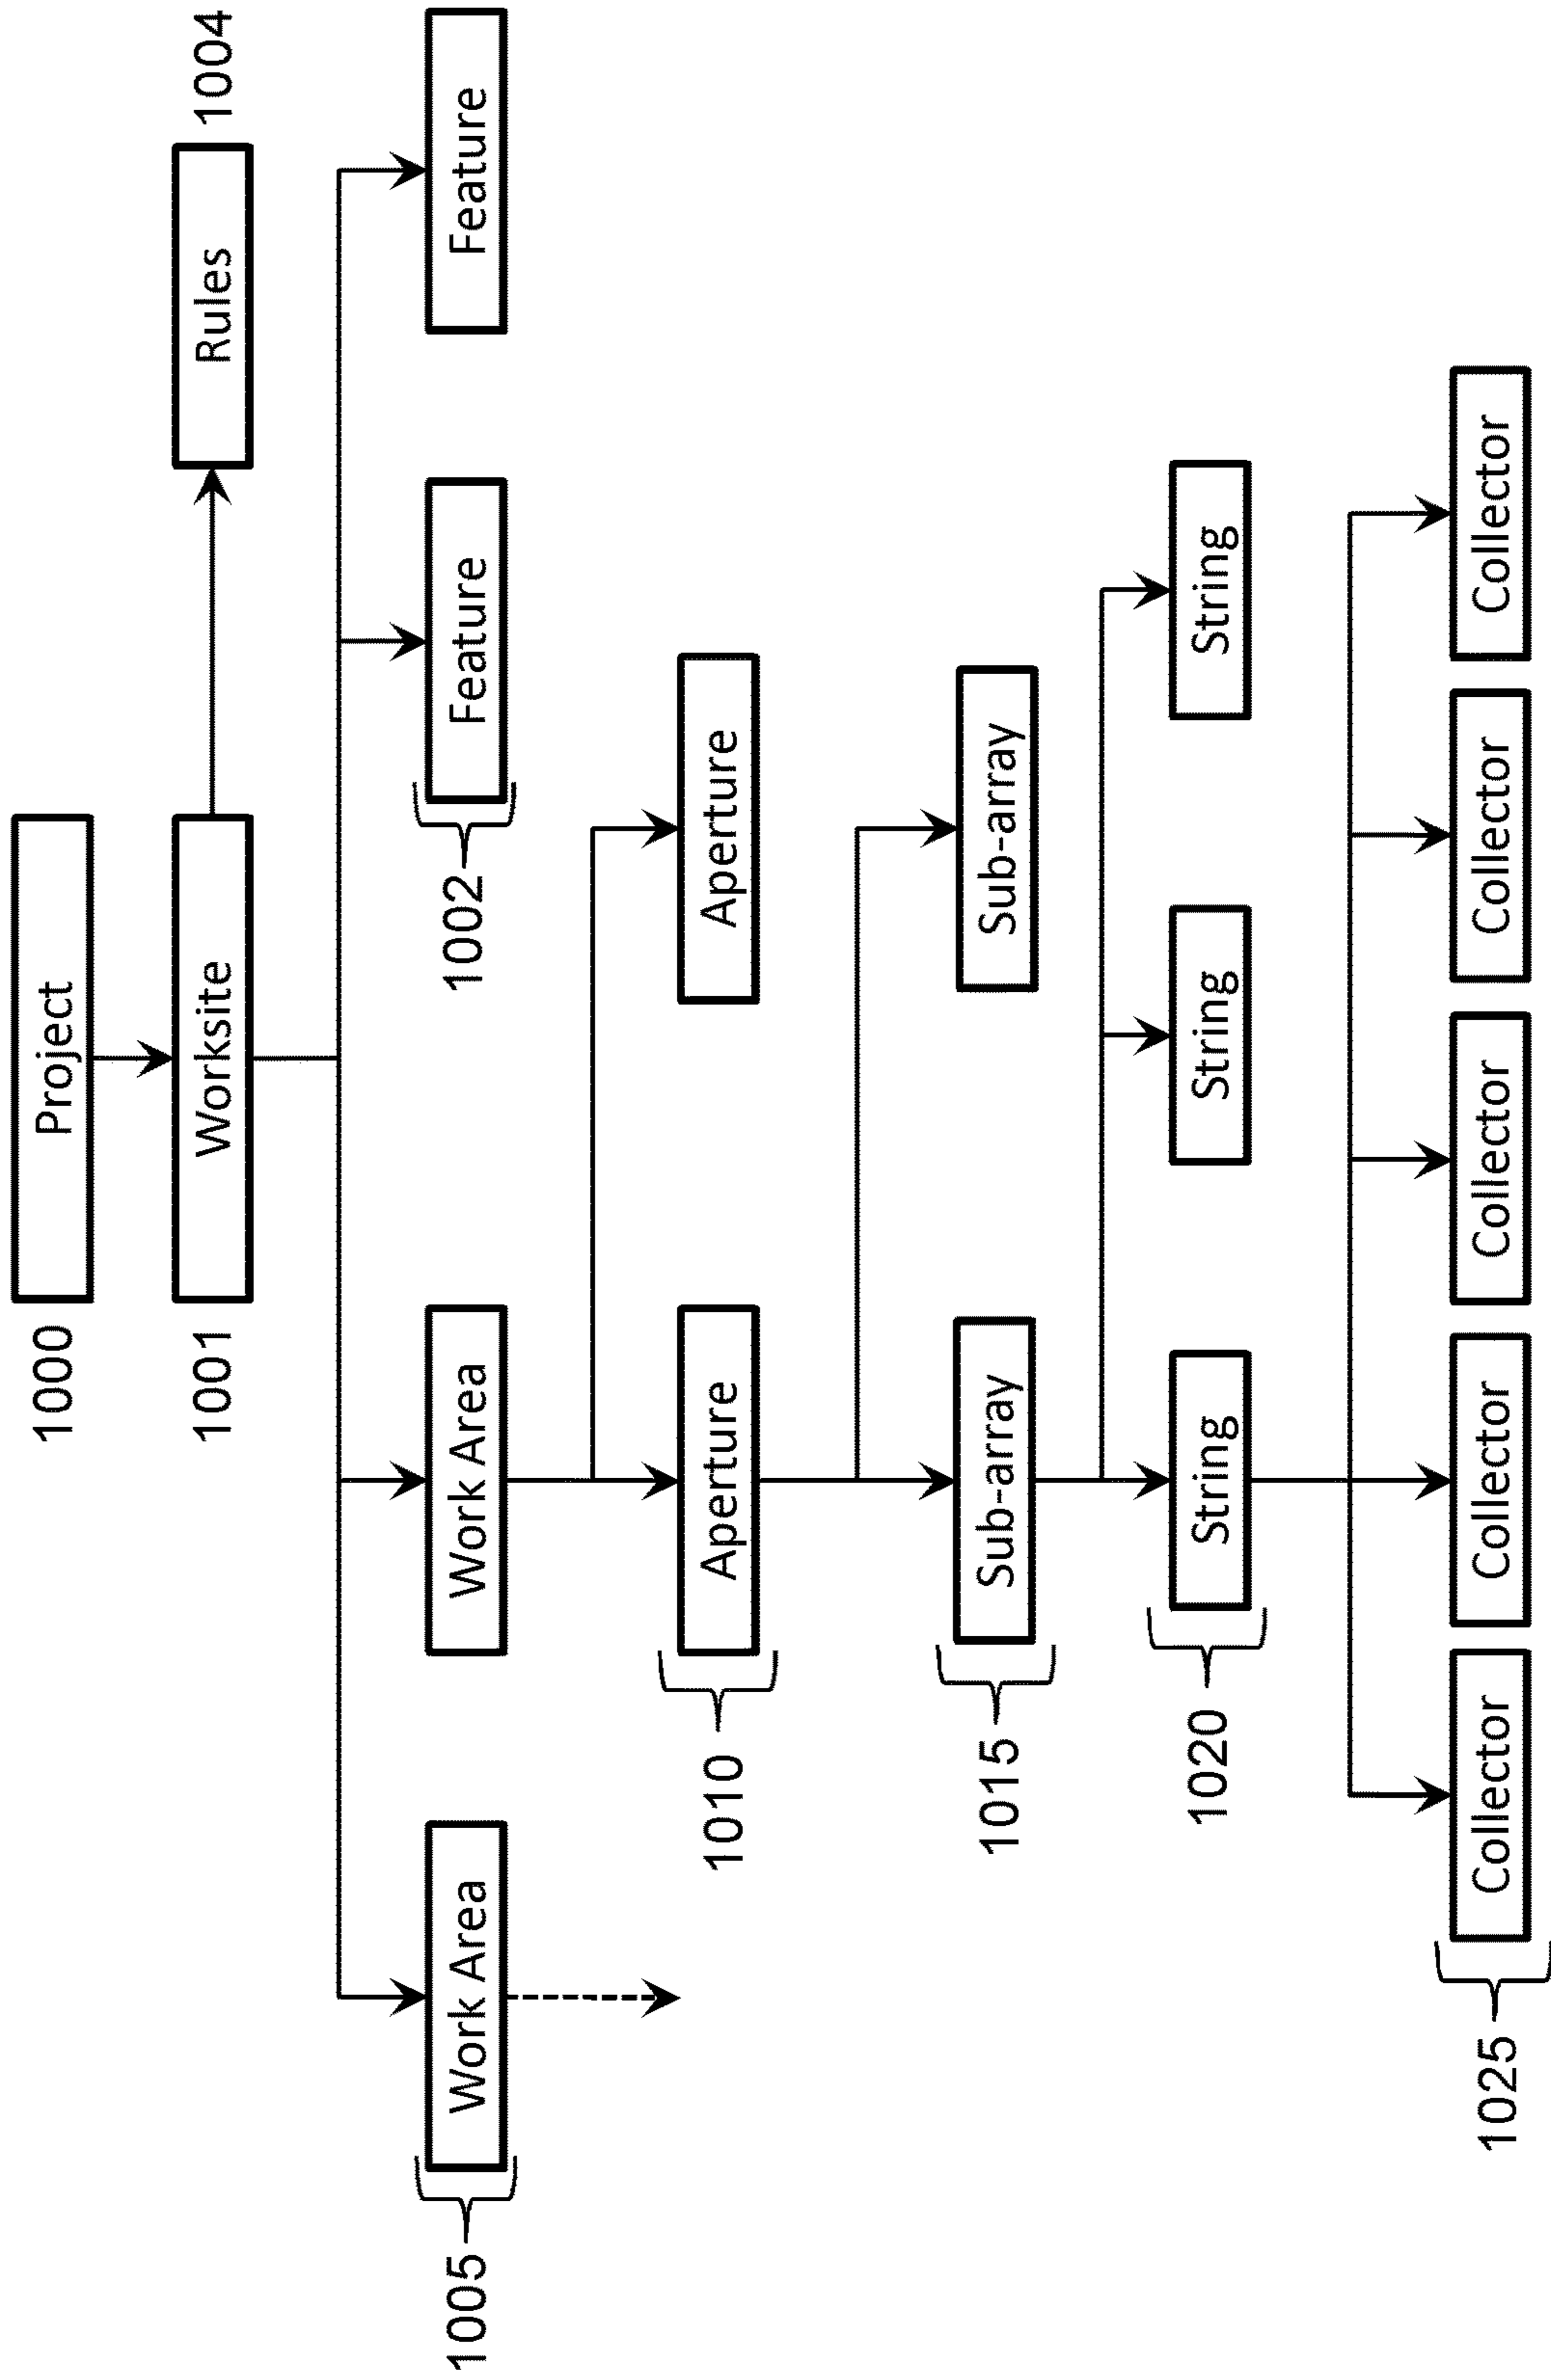 1000 Project
1001 Worksite Rules 1004
1005 Work Area Work Area 1002 Feature Feature
1010 Aperture Aperture
1015 Sub-array Sub-array
1020 String String String
1025 Collector Collector Collector Collector Collector